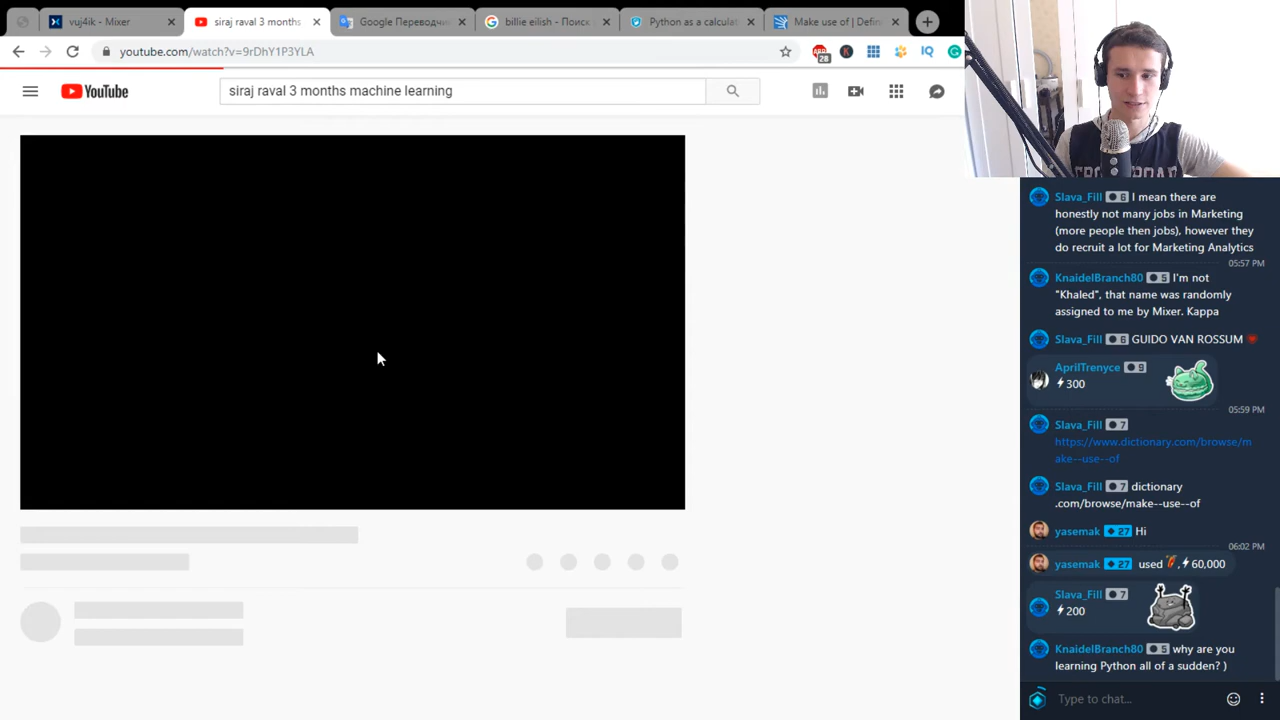 vuj4ik - Mixer
siraj raval 3 months
Google Переводчи
billie eilish - Поиск
Python as a calculat
Make use of | Defin
youtube.com/watch?v=9rDhY1P3YLA
28
IQ
YouTube
siraj raval 3 months machine learning
Slava_Fill 6 I mean there are
honestly not many jobs in Marketing
(more people then jobs), however they
do recruit a lot for Marketing Analytics
05:57 PM
KnaidelBranch80 5 I'm not
"Khaled", that name was randomly
assigned to me by Mixer. Kappa
Slava_Fill 6 GUIDO VAN ROSSUM
AprilTrenyce 9
300
05:59 PM
Slava_Fill 7
https://www.dictionary.com/browse/m
ake--use--of
Slava_Fill 7 dictionary
.com/browse/make--use--of
yasemak 27 Hi
06:02 PM
yasemak 27 used , 60,000
Slava_Fill 7
200
KnaidelBranch80 5 why are you
learning Python all of a sudden? )
Type to chat...